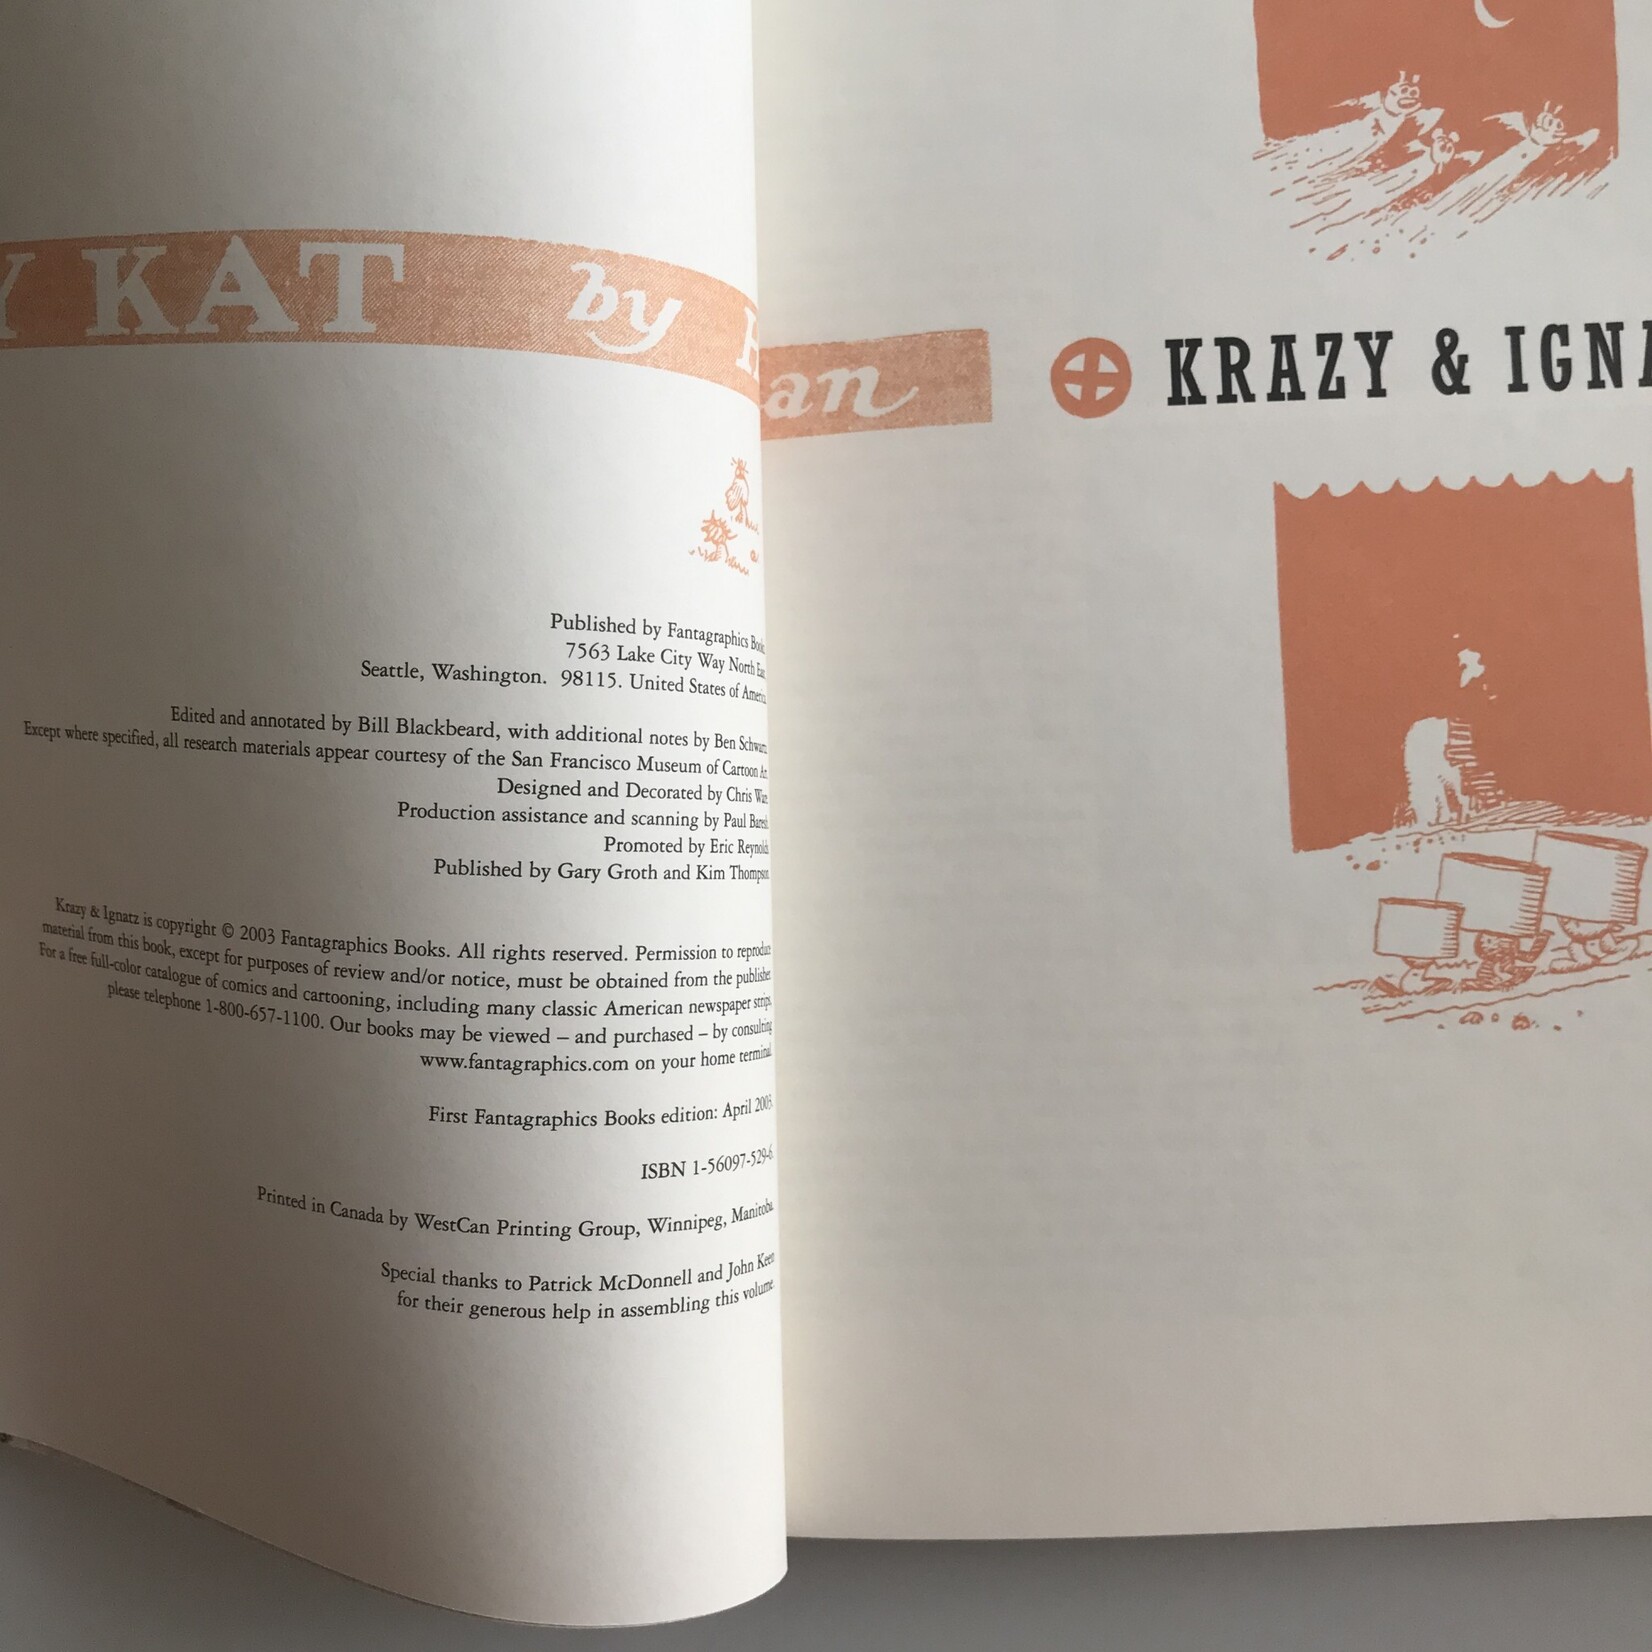 Y KAT by H
an
KRAZY & IGNA
Published by Fantagraphics Book
7563 Lake City Way North Eas
Seattle, Washington. 98115. United States of America
Edited and annotated by Bill Blackbeard, with additional notes by Ben Schwartz
Except where specified, all research materials appear courtesy of the San Francisco Museum of Cartoon Ar
Designed and Decorated by Chris Ware
Production assistance and scanning by Paul Baresh
Promoted by Eric Reynolds
Published by Gary Groth and Kim Thompson.
Krazy & Ignatz is copyright © 2003 Fantagraphics Books. All rights reserved. Permission to reproduce
material from this book, except for purposes of review and/or notice, must be obtained from the publisher
For a free full-color catalogue of comics and cartooning, including many classic American newspaper strips,
please telephone 1-800-657-1100. Our books may be viewed – and purchased – by consulting
www.fantagraphics.com on your home terminal.
First Fantagraphics Books edition: April 2003.
ISBN 1-56097-529-6.
Printed in Canada by WestCan Printing Group, Winnipeg, Manitoba.
Special thanks to Patrick McDonnell and John Keen
for their generous help in assembling this volume.